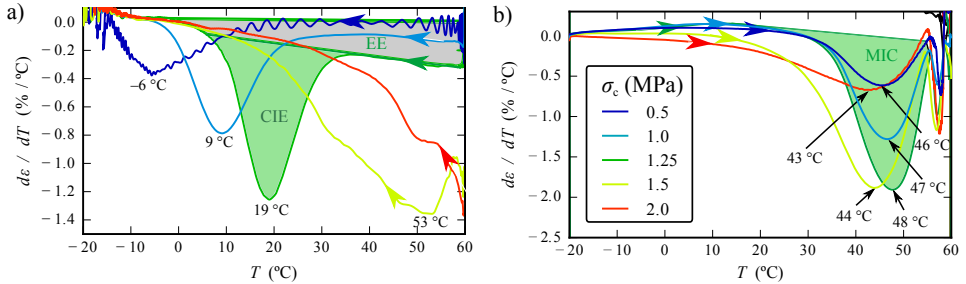 a)
0.0
−0.2
−0.4
−0.6
−0.8
−1.0
−1.2
−1.4
dε / dT (% / °C)
−20
−10
0
10
20
30
40
50
60
T (°C)
EE
CIE
−6 °C
9 °C
19 °C
53 °C
b)
0.0
−0.5
−1.0
−1.5
−2.0
−2.5
dε / dT (% / °C)
−20
−10
0
10
20
30
40
50
60
T (°C)
MIC
σc (MPa)
0.5
1.0
1.25
1.5
2.0
43 °C
46 °C
47 °C
44 °C
48 °C